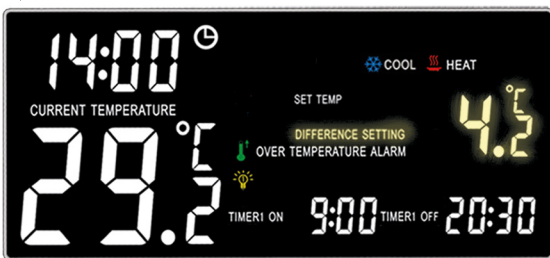 14:00
COOL HEAT
CURRENT TEMPERATURE
SET TEMP
29.2°C
4.2°C
DIFFERENCE SETTING
OVER TEMPERATURE ALARM
TIMER1 ON 9:00 TIMER1 OFF 20:30